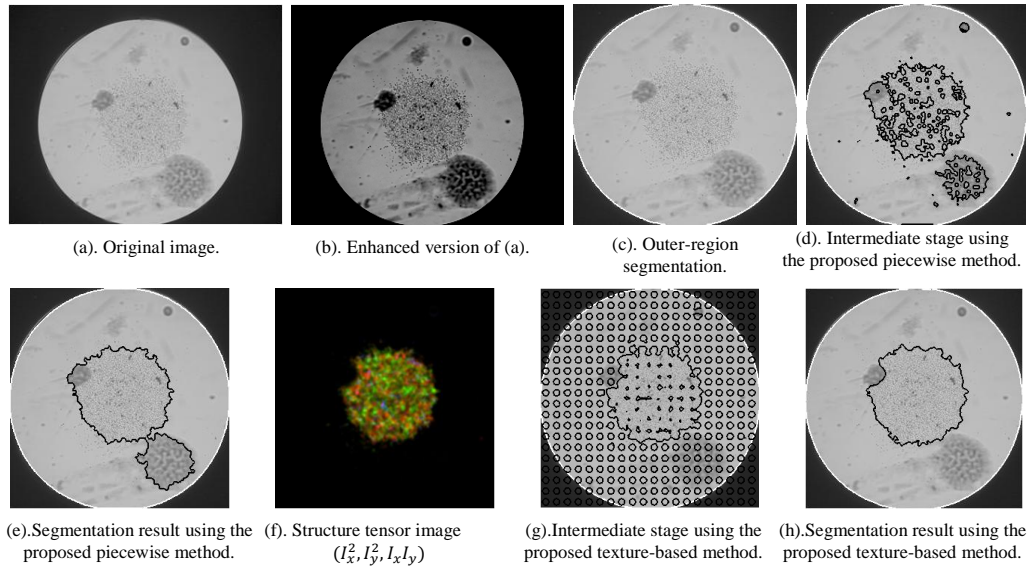 (a). Original image.
(b). Enhanced version of (a).
(c). Outer-region
segmentation.
(d). Intermediate stage using
the proposed piecewise method.
(e).Segmentation result using the
proposed piecewise method.
(f). Structure tensor image
(I_x^2, I_y^2, I_xI_y)
(g).Intermediate stage using the
proposed texture-based method.
(h).Segmentation result using the
proposed texture-based method.